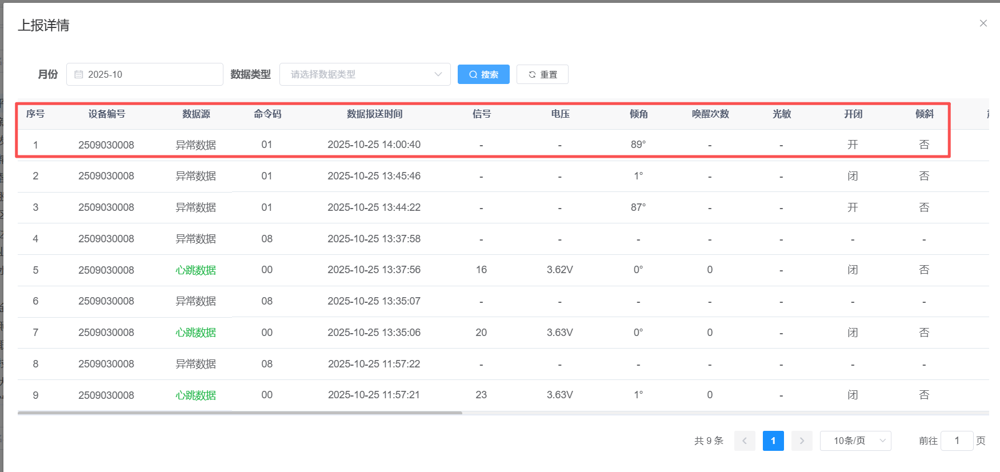 上报详情
月份 2025-10 数据类型 请选择数据类型 搜索 重置
序号 设备编号 数据源 命令码 数据报送时间 信号 电压 倾角 唤醒次数 光敏 开闭 倾斜
1 2509030008 异常数据 01 2025-10-25 14:00:40 - - 89° - - 开 否
2 2509030008 异常数据 01 2025-10-25 13:45:46 - - 1° - - 闭 否
3 2509030008 异常数据 01 2025-10-25 13:44:22 - - 87° - - 开 否
4 2509030008 异常数据 08 2025-10-25 13:37:58 - - - - - - -
5 2509030008 心跳数据 00 2025-10-25 13:37:56 16 3.62V 0° 0 - 闭 否
6 2509030008 异常数据 08 2025-10-25 13:35:07 - - - - - - -
7 2509030008 心跳数据 00 2025-10-25 13:35:06 20 3.63V 0° 0 - 闭 否
8 2509030008 异常数据 08 2025-10-25 11:57:22 - - - - - - -
9 2509030008 心跳数据 00 2025-10-25 11:57:21 23 3.63V 1° 0 - 闭 否
共 9 条 1 10条/页 前往 1 页